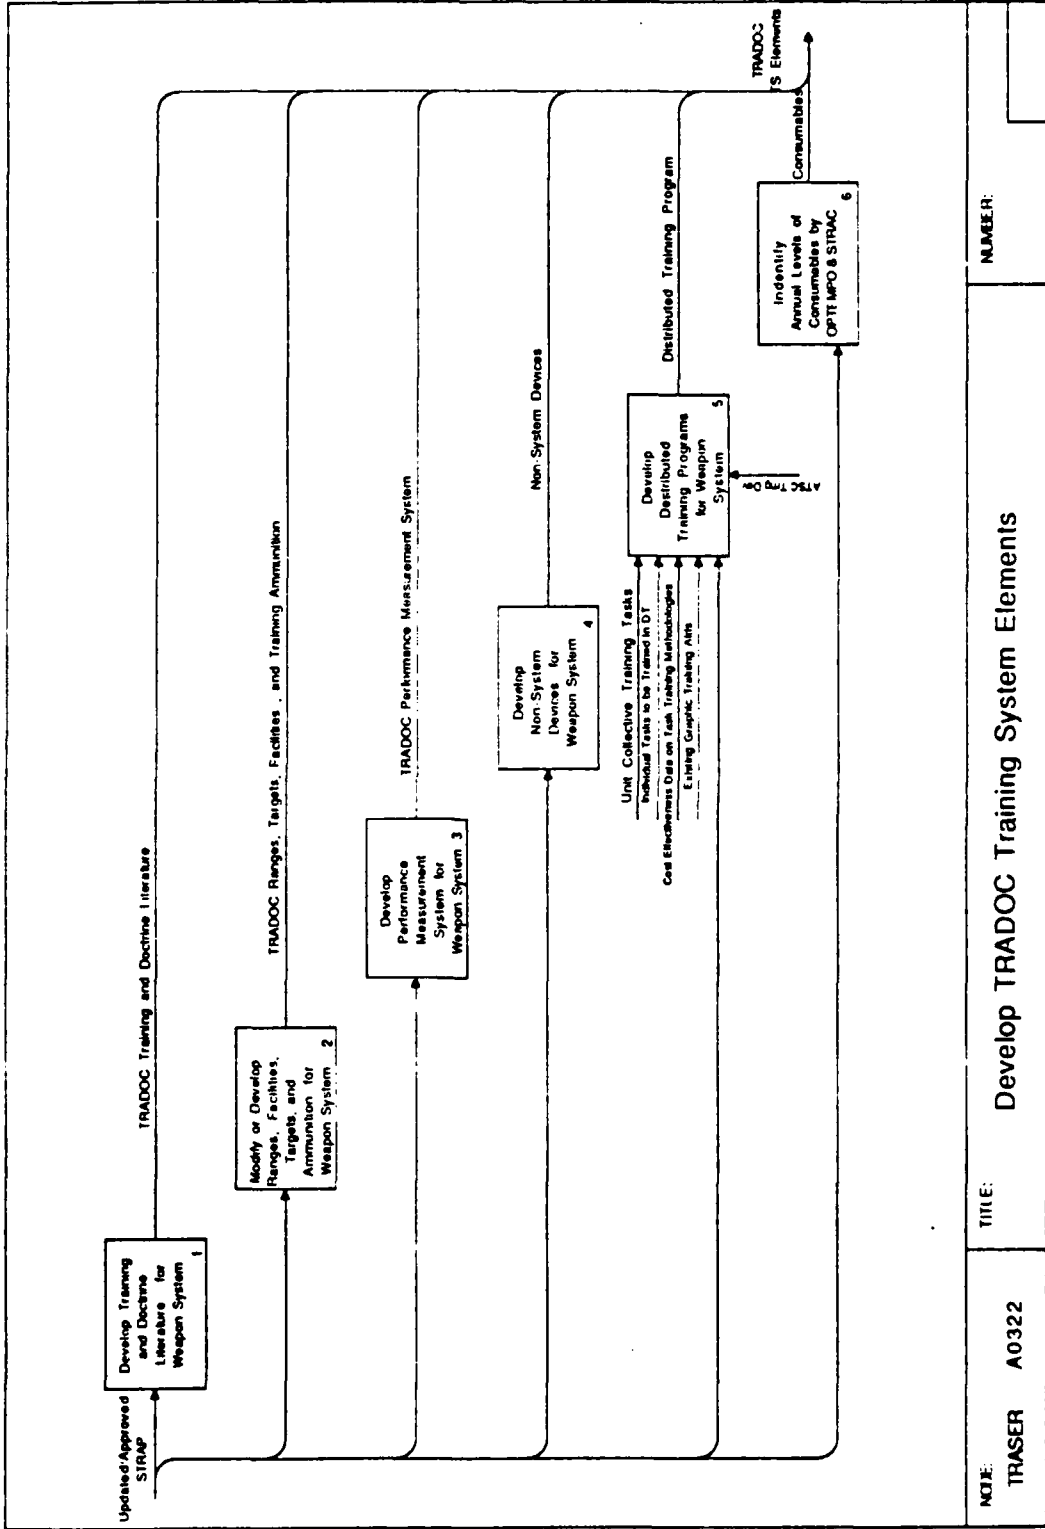 Updated/Approved
STRAP
Develop Training
and Doctrine
Literature for
Weapon System
1
TRADOC Training and Doctrine Literature
Modify or Develop
Ranges, Facilities,
Targets, and
Ammunition for
Weapon System
2
TRADOC Ranges, Targets, Facilities, and Training Ammunition
Develop
Performance
Measurement
System for
Weapon System
3
TRADOC Performance Measurement System
Develop
Non-System
Devices for
Weapon System
4
Non-System Devices
Unit Collective Training Tasks
Individual Tasks to be Trained in DT
Cost Effectiveness Data on Task Training Methodologies
Existing Graphic Training Aids
Develop
Destributed
Training Programs
for Weapon
System
5
ATSC
Distributed Training Program
Indentify
Annual Levels of
Consumables by
OPTEMPO & STRAC
6
Consumables
TRADOC
TS Elements
NODE:
TRASER A0322
TITLE:
Develop TRADOC Training System Elements
NUMBER: